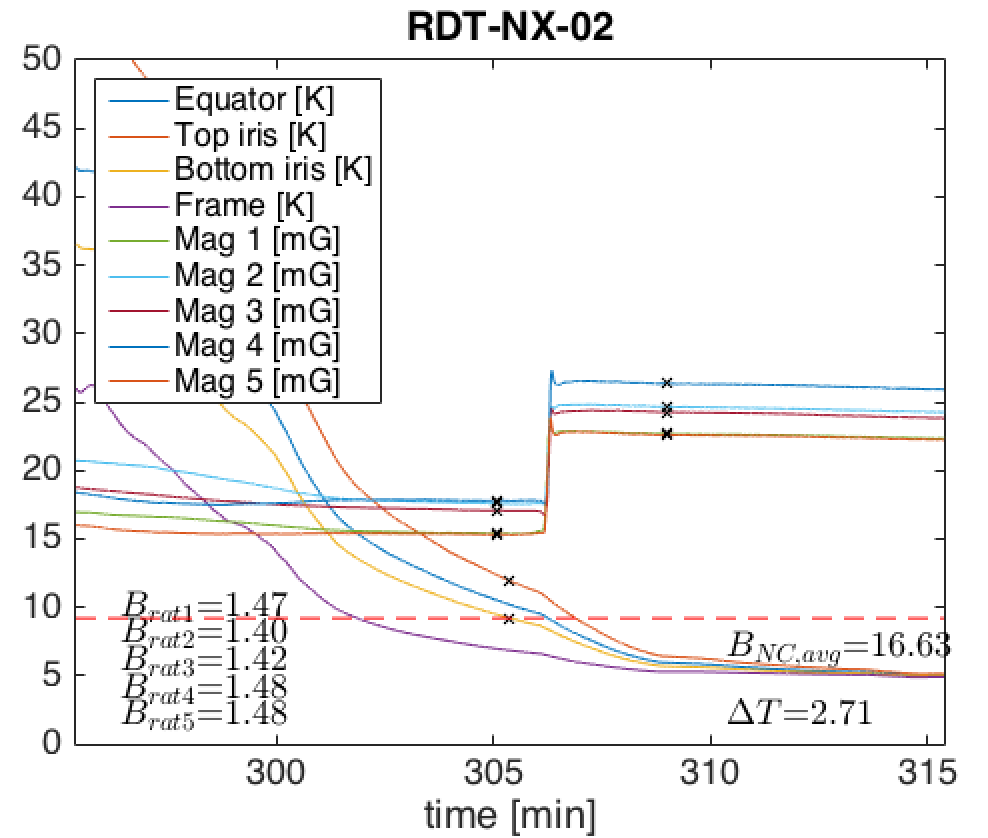 RDT-NX-02
50
45
40
35
30
25
20
15
10
5
0
Equator [K]
Top iris [K]
Bottom iris [K]
Frame [K]
Mag 1 [mG]
Mag 2 [mG]
Mag 3 [mG]
Mag 4 [mG]
Mag 5 [mG]
B_rat1=1.47
B_rat2=1.40
B_rat3=1.42
B_rat4=1.48
B_rat5=1.48
B_NC,avg=16.63
ΔT=2.71
300 305 310 315
time [min]